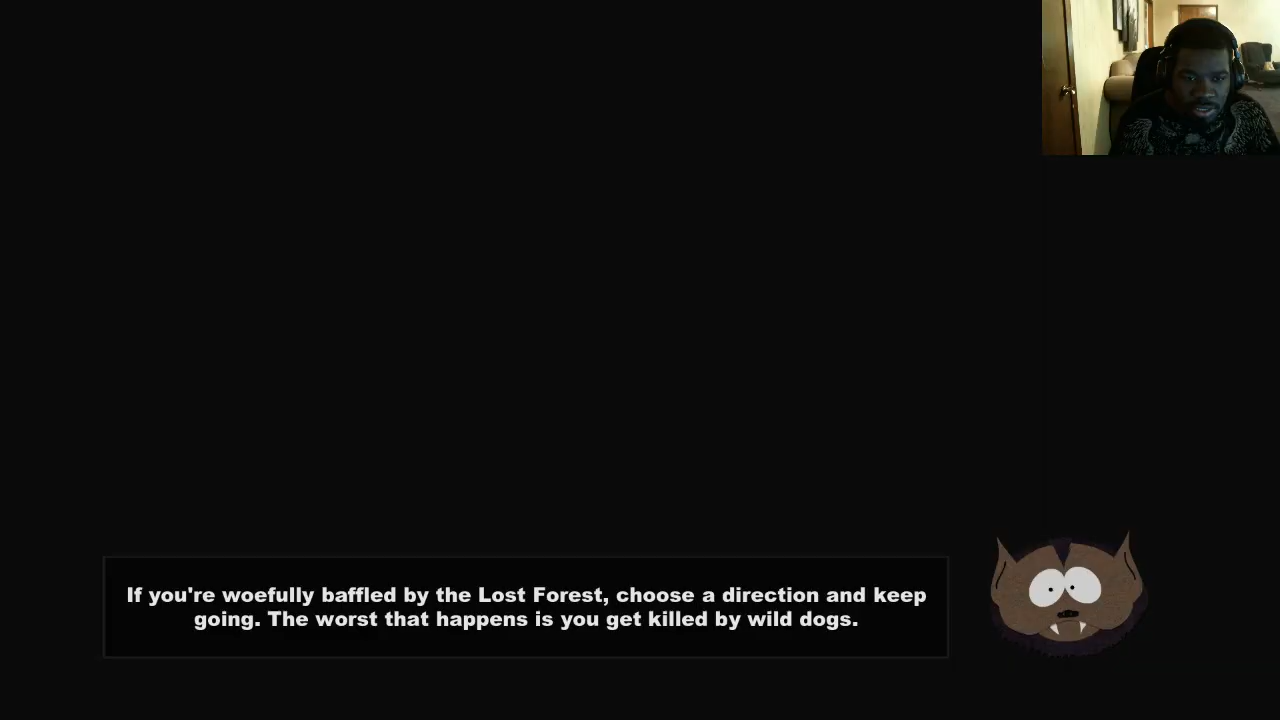 If you're woefully baffled by the Lost Forest, choose a direction and keep
going. The worst that happens is you get killed by wild dogs.